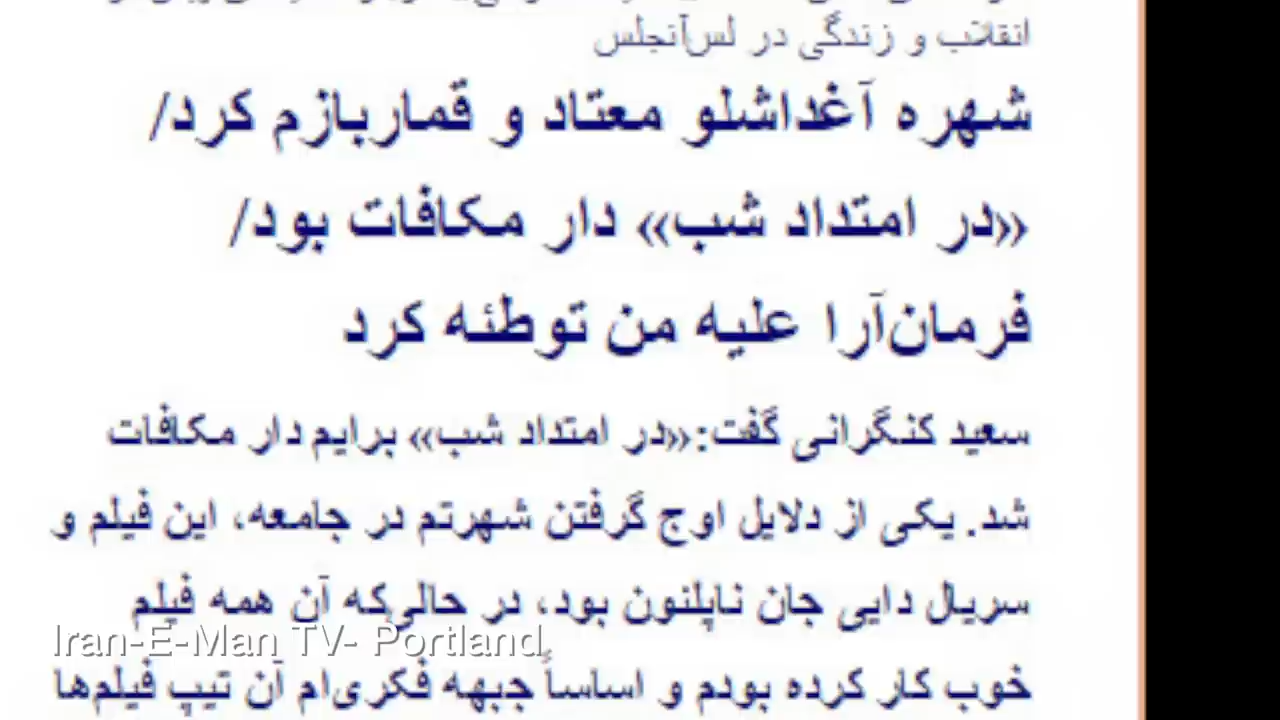 انقلاب و زندگی در لس‌آنجلس
شهره آغداشلو معتاد و قماربازم کرد/
«در امتداد شب» دار مکافات بود/
فرمان‌آرا علیه من توطئه کرد
سعید کنگرانی گفت:«در امتداد شب» برایم دار مکافات
شد. یکی از دلایل اوج گرفتن شهرتم در جامعه، این فیلم و
سریال دایی جان ناپلئون بود، در حالی‌که آن همه فیلم
Iran-E-Man TV- Portland
خوب کار کرده بودم و اساساً جبهه فکری‌ام آن تیپ فیلم‌ها